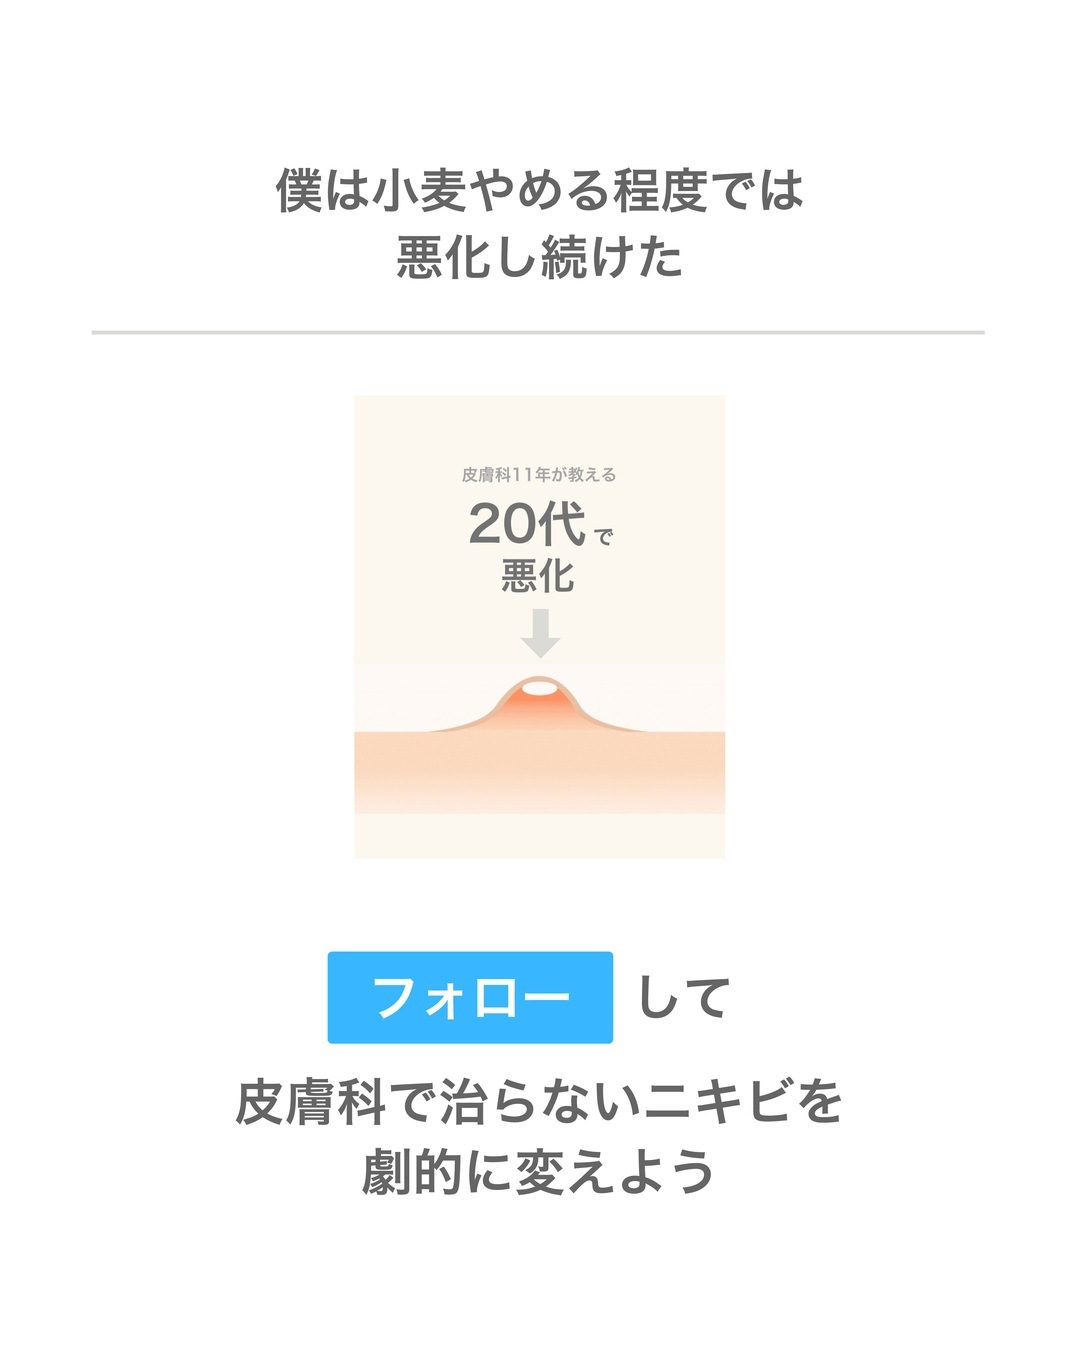 僕は小麦やめる程度では
悪化し続けた
皮膚科11年が教える
20代で
悪化
フォローして
皮膚科で治らないニキビを
劇的に変えよう